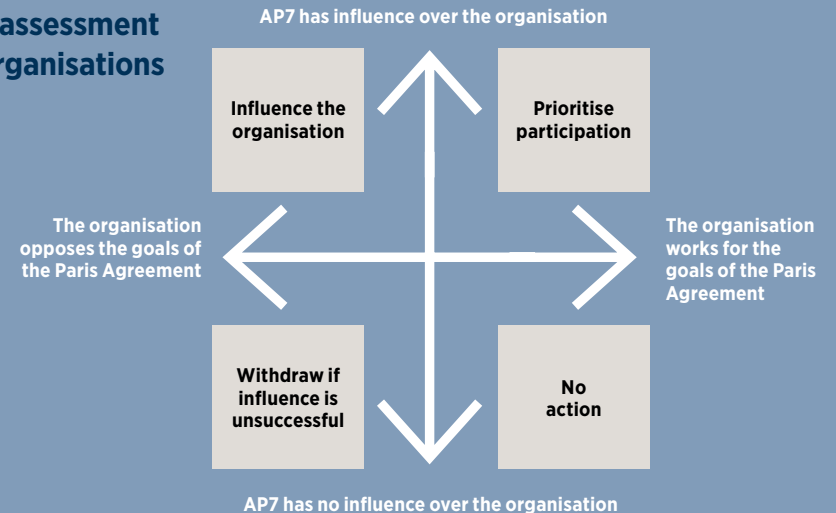 assessment
rganisations
AP7 has influence over the organisation
Influence the
organisation
Prioritise
participation
The organisation
opposes the goals of
the Paris Agreement
The organisation
works for the
goals of the Paris
Agreement
Withdraw if
influence is
unsuccessful
No
action
AP7 has no influence over the organisation